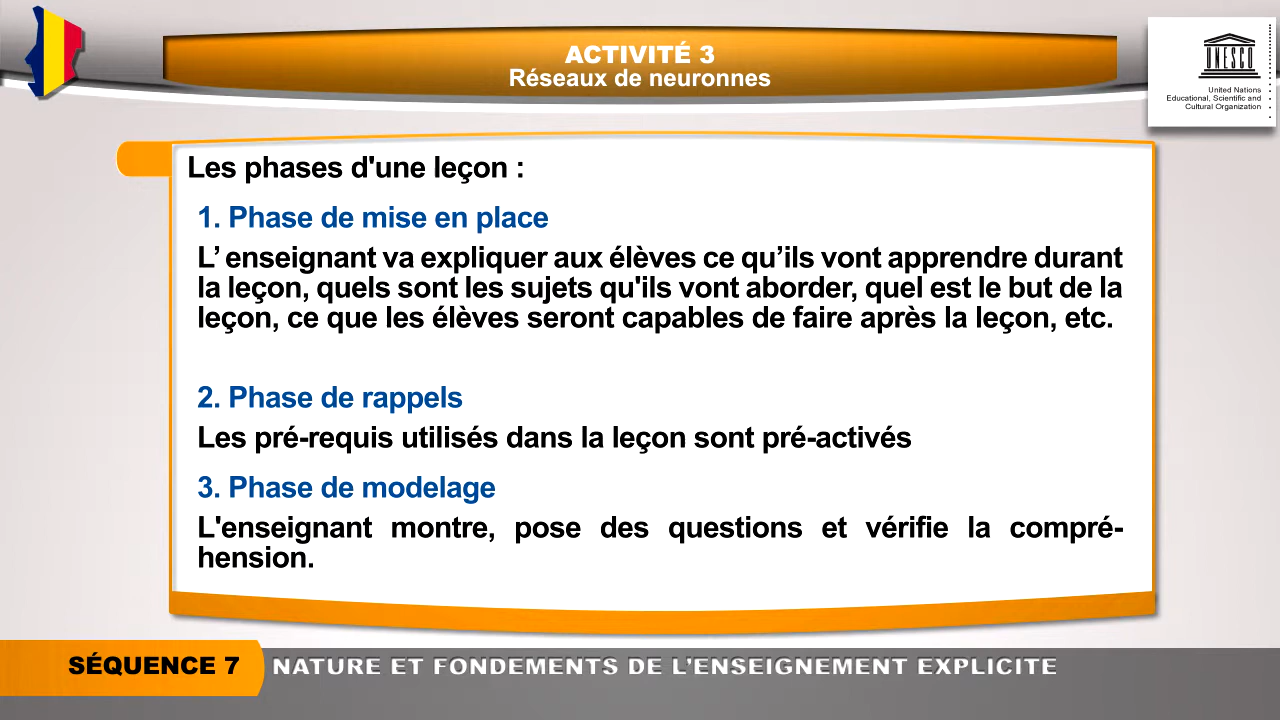 ACTIVITÉ 3
Réseaux de neuronnes
UNESCO
United Nations
Educational, Scientific and
Cultural Organization
Les phases d'une leçon :
1. Phase de mise en place
L’ enseignant va expliquer aux élèves ce qu’ils vont apprendre durant
la leçon, quels sont les sujets qu'ils vont aborder, quel est le but de la
leçon, ce que les élèves seront capables de faire après la leçon, etc.
2. Phase de rappels
Les pré-requis utilisés dans la leçon sont pré-activés
3. Phase de modelage
L'enseignant montre, pose des questions et vérifie la compré-
hension.
SÉQUENCE 7
NATURE ET FONDEMENTS DE L'ENSEIGNEMENT EXPLICITE